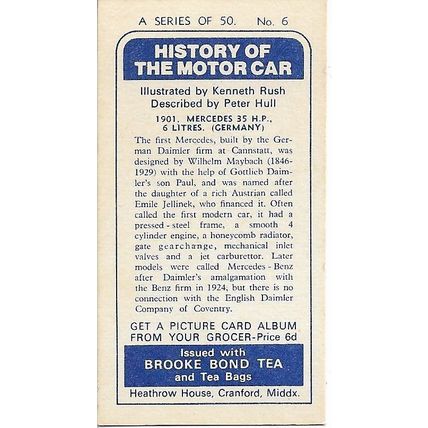 A SERIES OF 50. No. 6
HISTORY OF
THE MOTOR CAR
Illustrated by Kenneth Rush
Described by Peter Hull
1901. MERCEDES 35 H.P.,
6 LITRES. (GERMANY)
The first Mercedes, built by the Ger-
man Daimler firm at Cannstatt, was
designed by Wilhelm Maybach (1846-
1929) with the help of Gottlieb Daim-
ler's son Paul, and was named after
the daughter of a rich Austrian called
Emile Jellinek, who financed it. Often
called the first modern car, it had a
pressed-steel frame, a smooth 4
cylinder engine, a honeycomb radiator,
gate gearchange, mechanical inlet
valves and a jet carburettor. Later
models were called Mercedes-Benz
after Daimler's amalgamation with
the Benz firm in 1924, but there is no
connection with the English Daimler
Company of Coventry.
GET A PICTURE CARD ALBUM
FROM YOUR GROCER-Price 6d
Issued with
BROOKE BOND TEA
and Tea Bags
Heathrow House, Cranford, Middx.